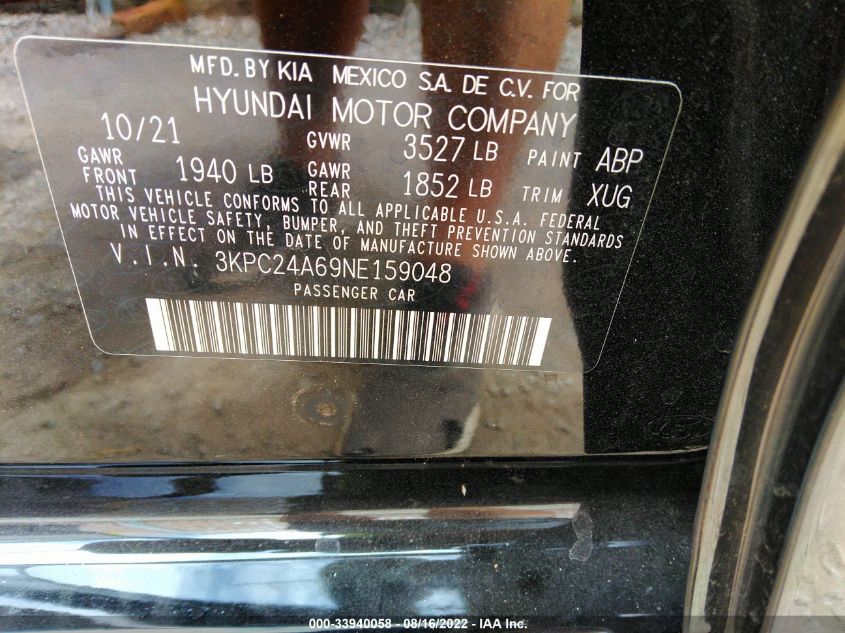 MFD. BY KIA MEXICO S.A. DE C.V. FOR
HYUNDAI MOTOR COMPANY
10/21 GVWR 3527 LB PAINT ABP
GAWR FRONT 1940 LB GAWR REAR 1852 LB TRIM XUG
THIS VEHICLE CONFORMS TO ALL APPLICABLE U.S.A. FEDERAL
MOTOR VEHICLE SAFETY, BUMPER, AND THEFT PREVENTION STANDARDS
IN EFFECT ON THE DATE OF MANUFACTURE SHOWN ABOVE.
V.I.N. 3KPC24A69NE159048
PASSENGER CAR
000-33940058 - 08/16/2022 - IAA Inc.